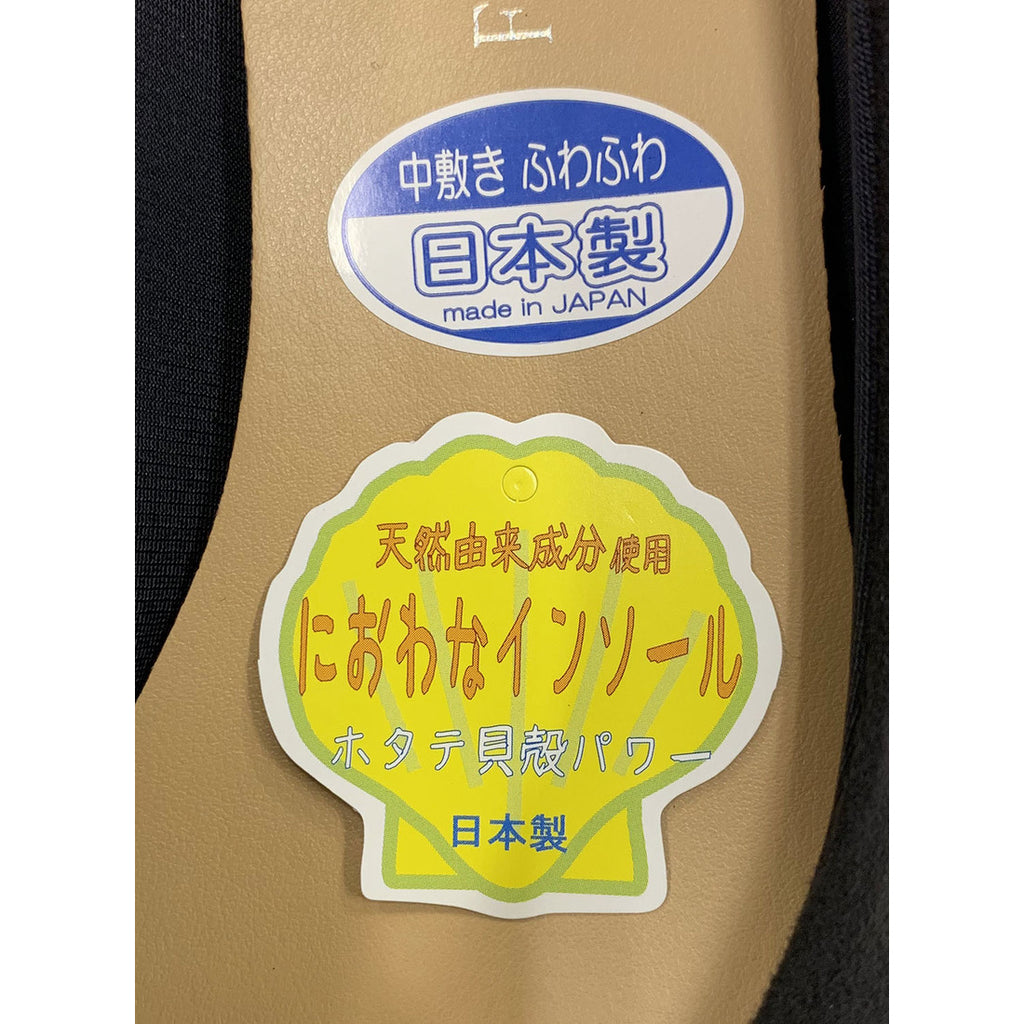 中敷き ふわふわ
日本製
made in JAPAN
天然由来成分使用
におわなインソール
ホタテ貝殻パワー
日本製